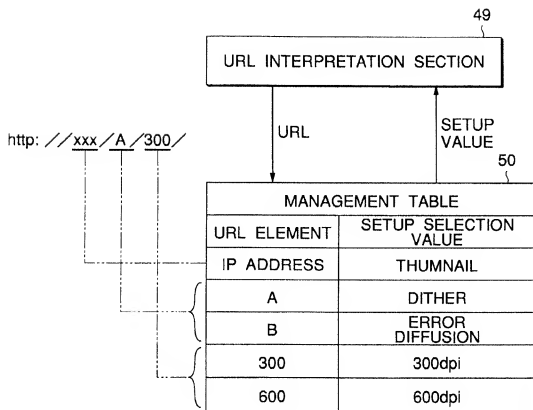 49
URL INTERPRETATION SECTION
http: //xxx/A/300/
URL
SETUP
VALUE
50
MANAGEMENT TABLE
URL ELEMENT
SETUP SELECTION
VALUE
IP ADDRESS
THUMNAIL
A
DITHER
B
ERROR
DIFFUSION
300
300dpi
600
600dpi